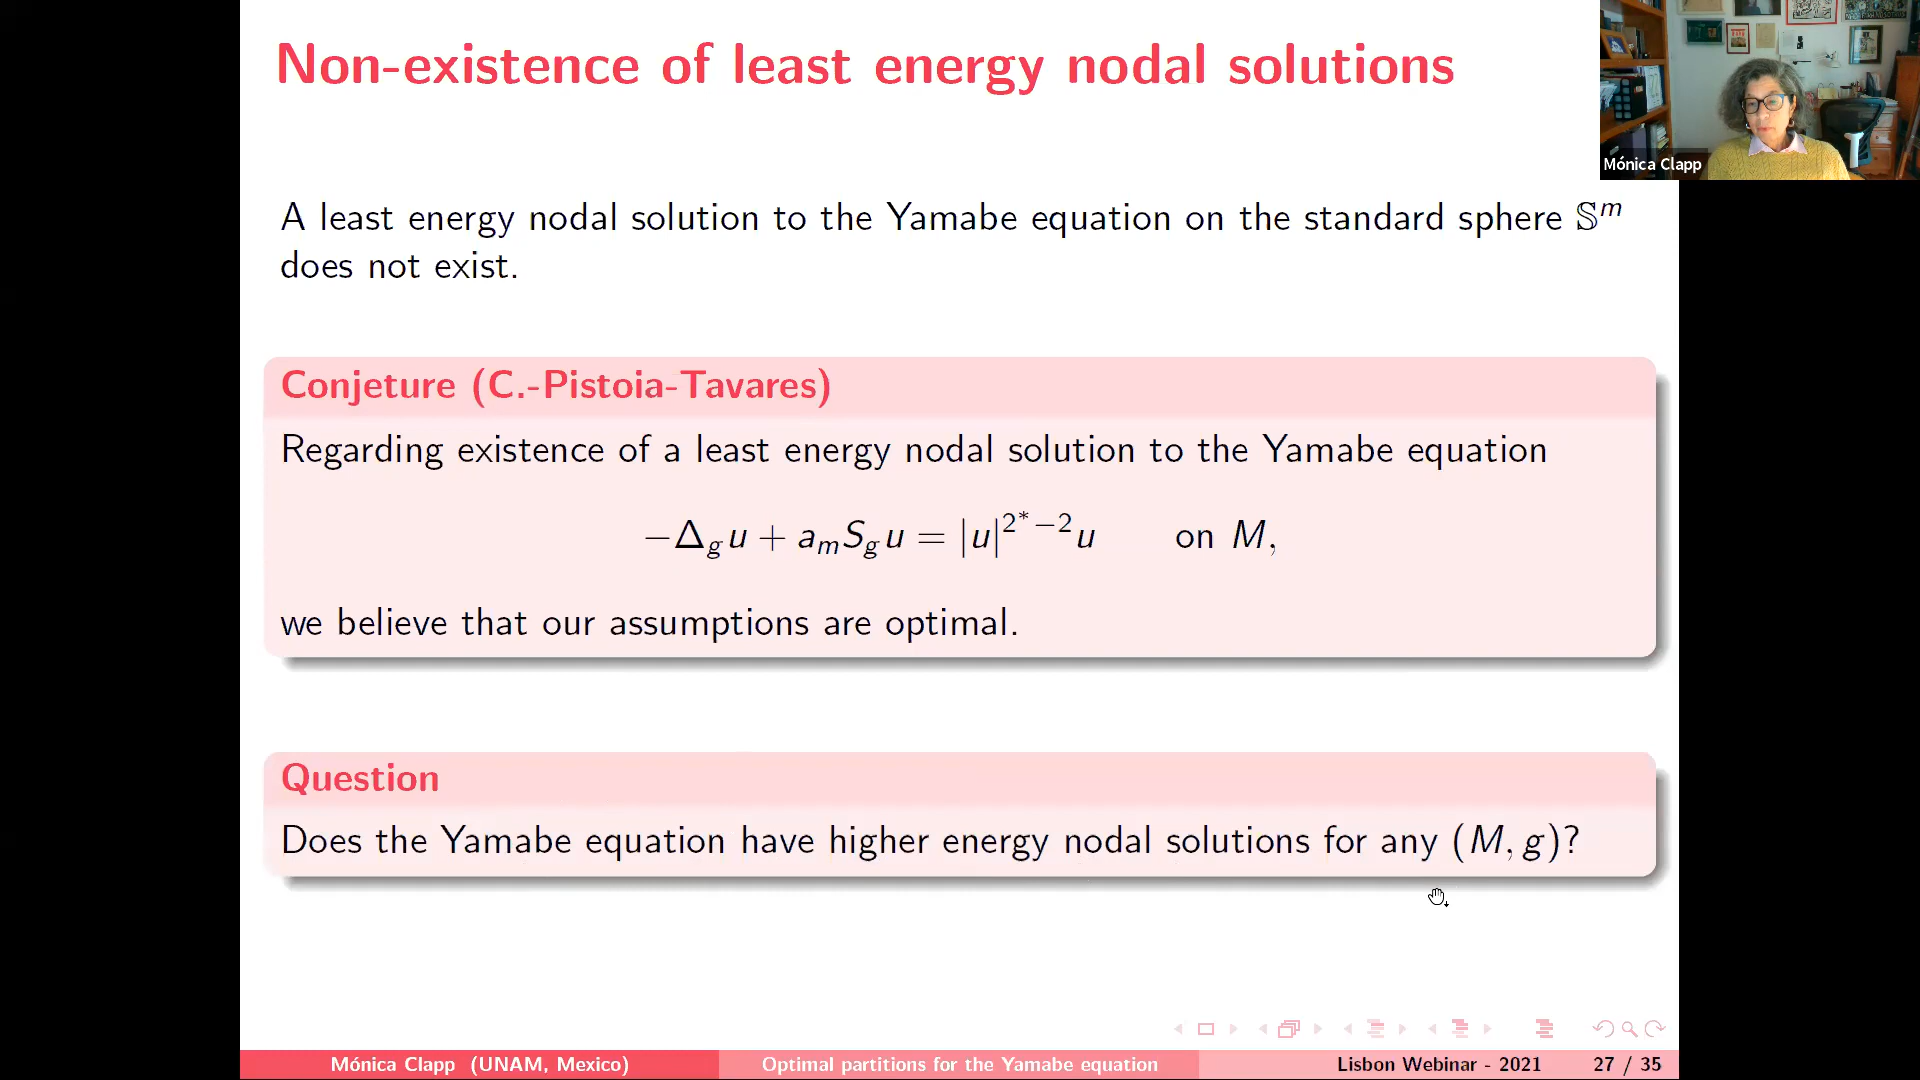 Non-existence of least energy nodal solutions
Mónica Clapp
A least energy nodal solution to the Yamabe equation on the standard sphere 𝕊^m
does not exist.
Conjeture (C.-Pistoia-Tavares)
Regarding existence of a least energy nodal solution to the Yamabe equation
−Δ_g u + a_m S_g u = |u|^{2^*−2} u on M,
we believe that our assumptions are optimal.
Question
Does the Yamabe equation have higher energy nodal solutions for any (M, g)?
Mónica Clapp (UNAM, Mexico) Optimal partitions for the Yamabe equation Lisbon Webinar - 2021 27 / 35